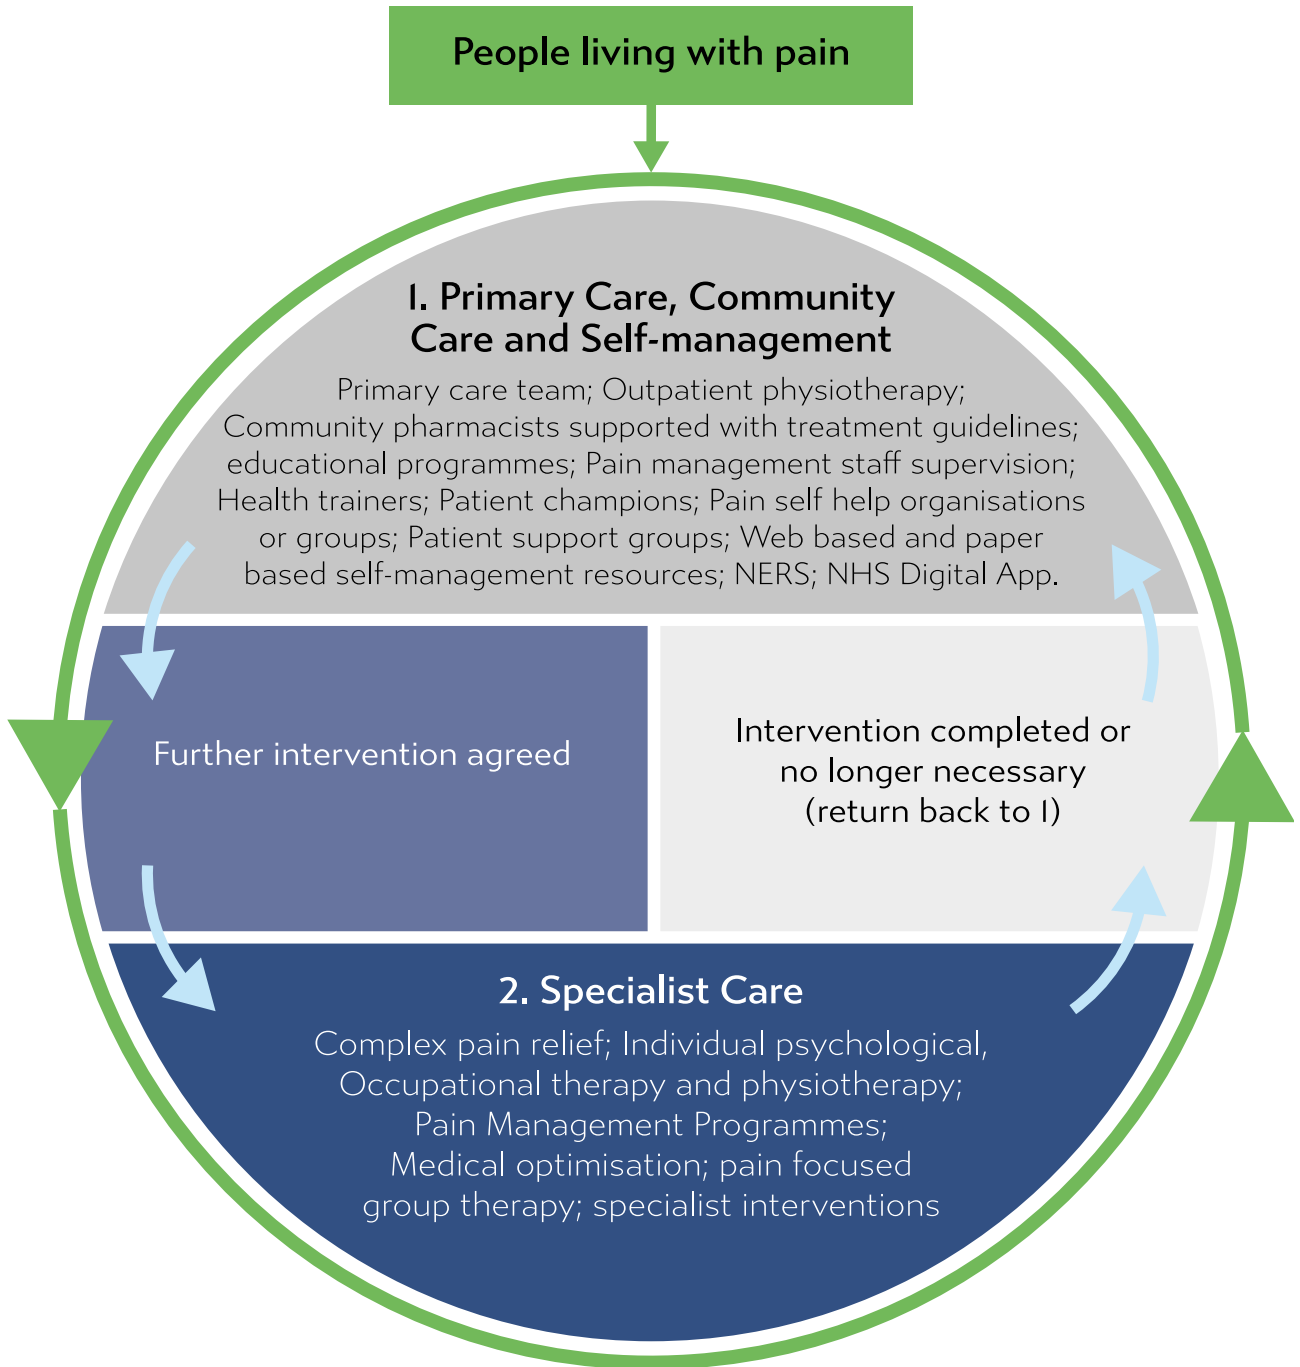 People living with pain
1. Primary Care, Community
Care and Self-management
Primary care team; Outpatient physiotherapy;
Community pharmacists supported with treatment guidelines;
educational programmes; Pain management staff supervision;
Health trainers; Patient champions; Pain self help organisations
or groups; Patient support groups; Web based and paper
based self-management resources; NERS; NHS Digital App.
Further intervention agreed
Intervention completed or
no longer necessary
(return back to 1)
2. Specialist Care
Complex pain relief; Individual psychological,
Occupational therapy and physiotherapy;
Pain Management Programmes;
Medical optimisation; pain focused
group therapy; specialist interventions